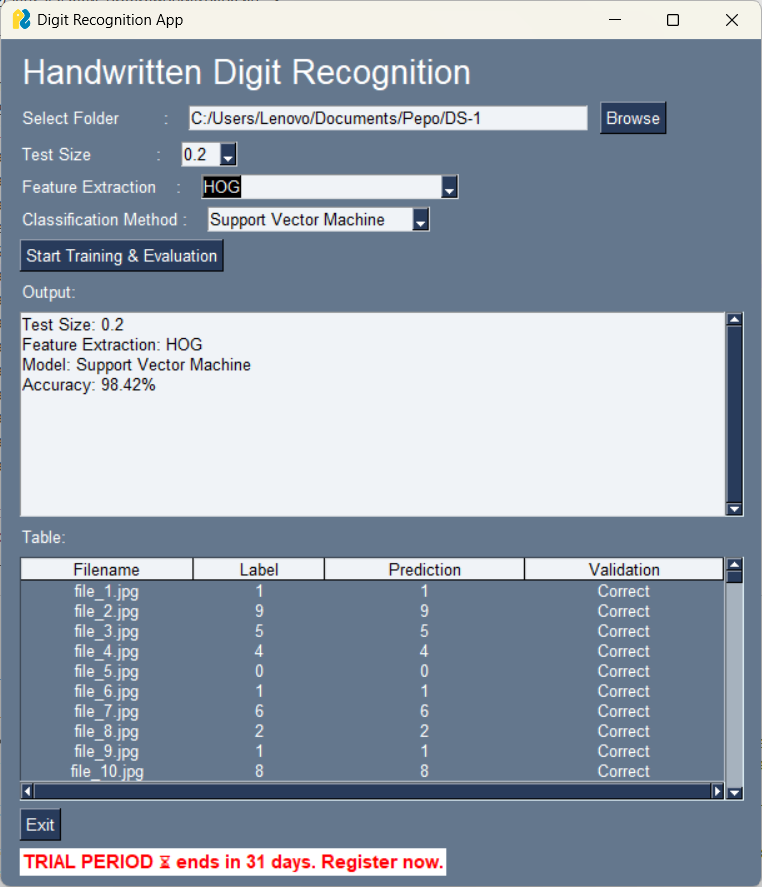 Digit Recognition App
Handwritten Digit Recognition
Select Folder : C:/Users/Lenovo/Documents/Pepo/DS-1 Browse
Test Size : 0.2
Feature Extraction : HOG
Classification Method : Support Vector Machine
Start Training & Evaluation
Output:
Test Size: 0.2
Feature Extraction: HOG
Model: Support Vector Machine
Accuracy: 98.42%
Table:
Filename Label Prediction Validation
file_1.jpg 1 1 Correct
file_2.jpg 9 9 Correct
file_3.jpg 5 5 Correct
file_4.jpg 4 4 Correct
file_5.jpg 0 0 Correct
file_6.jpg 1 1 Correct
file_7.jpg 6 6 Correct
file_8.jpg 2 2 Correct
file_9.jpg 1 1 Correct
file_10.jpg 8 8 Correct
Exit
TRIAL PERIOD ⏳ ends in 31 days. Register now.